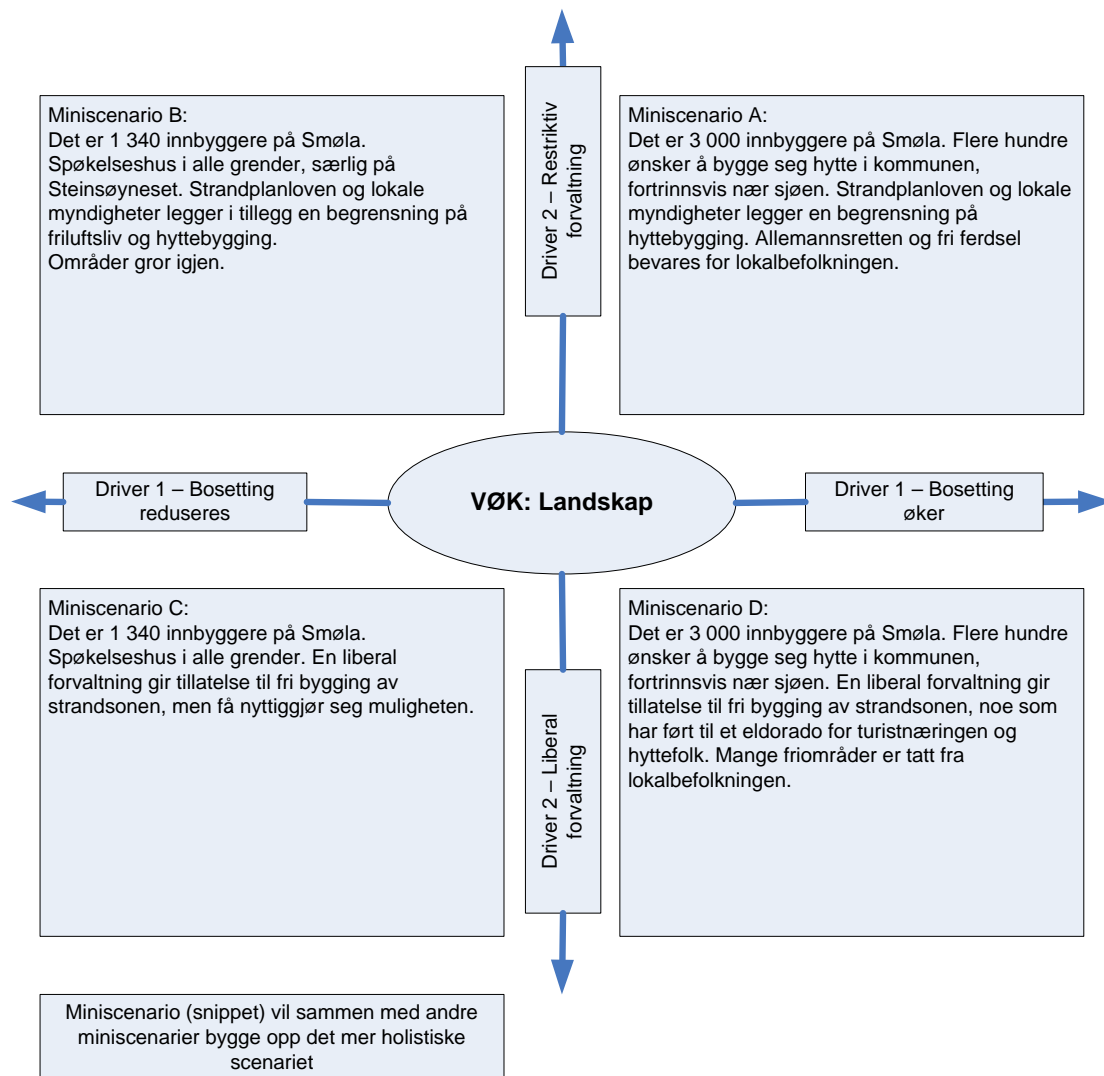 Driver 2 – Restriktiv
forvaltning
Miniscenario B:
Det er 1 340 innbyggere på Smøla.
Spøkelseshus i alle grender, særlig på
Steinsøyneset. Strandplanloven og lokale
myndigheter legger i tillegg en begrensning på
friluftsliv og hyttebygging.
Områder gror igjen.
Miniscenario A:
Det er 3 000 innbyggere på Smøla. Flere hundre
ønsker å bygge seg hytte i kommunen,
fortrinnsvis nær sjøen. Strandplanloven og lokale
myndigheter legger en begrensning på
hyttebygging. Allemannsretten og fri ferdsel
bevares for lokalbefolkningen.
Driver 1 – Bosetting
reduseres
VØK: Landskap
Driver 1 – Bosetting
øker
Miniscenario C:
Det er 1 340 innbyggere på Smøla.
Spøkelseshus i alle grender. En liberal
forvaltning gir tillatelse til fri bygging av
strandsonen, men få nyttiggjør seg muligheten.
Driver 2 – Liberal
forvaltning
Miniscenario D:
Det er 3 000 innbyggere på Smøla. Flere hundre
ønsker å bygge seg hytte i kommunen,
fortrinnsvis nær sjøen. En liberal forvaltning gir
tillatelse til fri bygging av strandsonen, noe som
har ført til et eldorado for turistnæringen og
hyttefolk. Mange friområder er tatt fra
lokalbefolkningen.
Miniscenario (snippet) vil sammen med andre
miniscenarier bygge opp det mer holistiske
scenariet